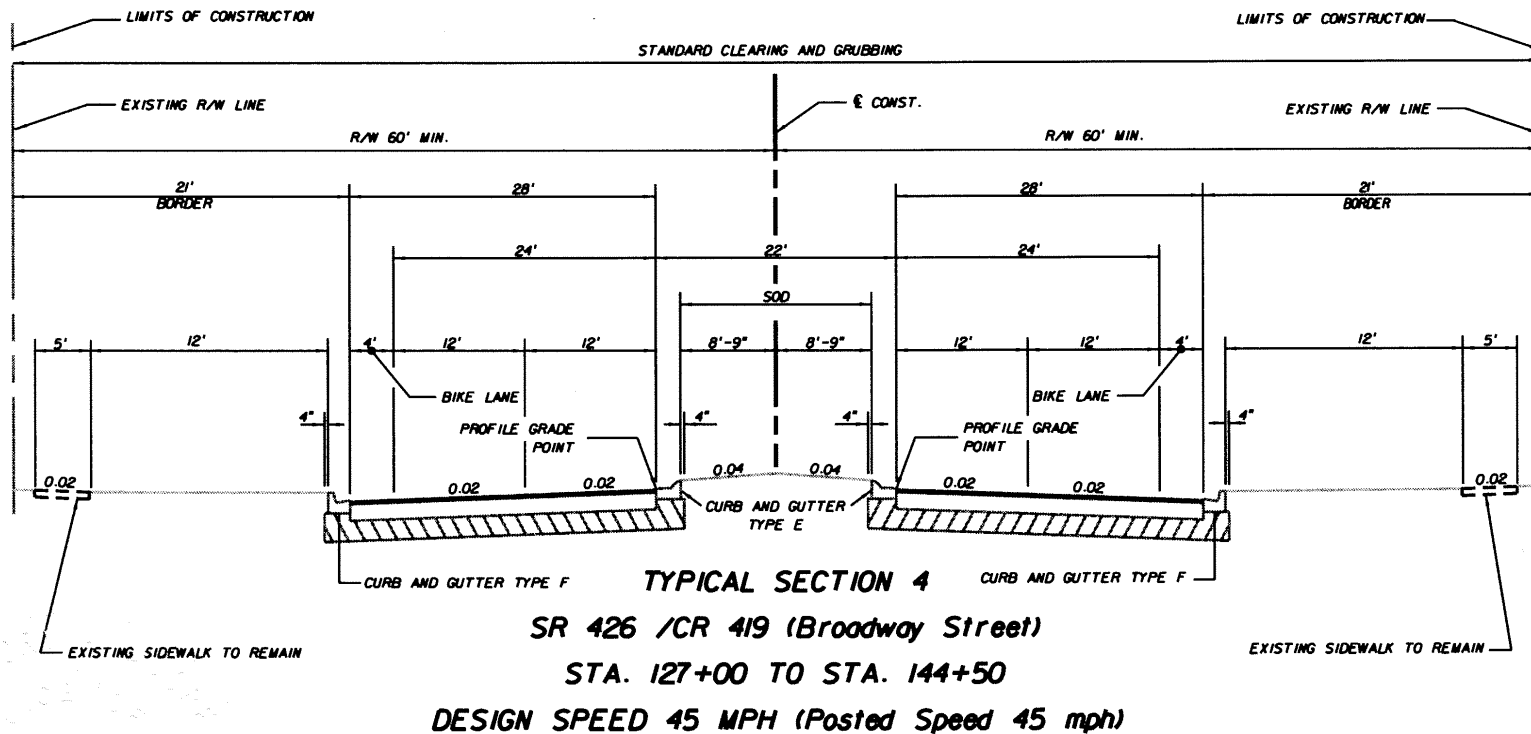 LIMITS OF CONSTRUCTION
LIMITS OF CONSTRUCTION
STANDARD CLEARING AND GRUBBING
EXISTING R/W LINE
℄ CONST.
EXISTING R/W LINE
R/W 60' MIN.
R/W 60' MIN.
21'
BORDER
28'
28'
21'
BORDER
24'
22'
24'
SOD
5'
12'
4'
12'
12'
8'-9"
8'-9"
12'
12'
4'
12'
5'
BIKE LANE
BIKE LANE
4"
4"
4"
4"
PROFILE GRADE
POINT
PROFILE GRADE
POINT
0.02
0.02
0.02
0.04
0.04
0.02
0.02
0.02
CURB AND GUTTER
TYPE E
CURB AND GUTTER TYPE F
CURB AND GUTTER TYPE F
EXISTING SIDEWALK TO REMAIN
EXISTING SIDEWALK TO REMAIN
TYPICAL SECTION 4
SR 426 /CR 419 (Broadway Street)
STA. 127+00 TO STA. 144+50
DESIGN SPEED 45 MPH (Posted Speed 45 mph)